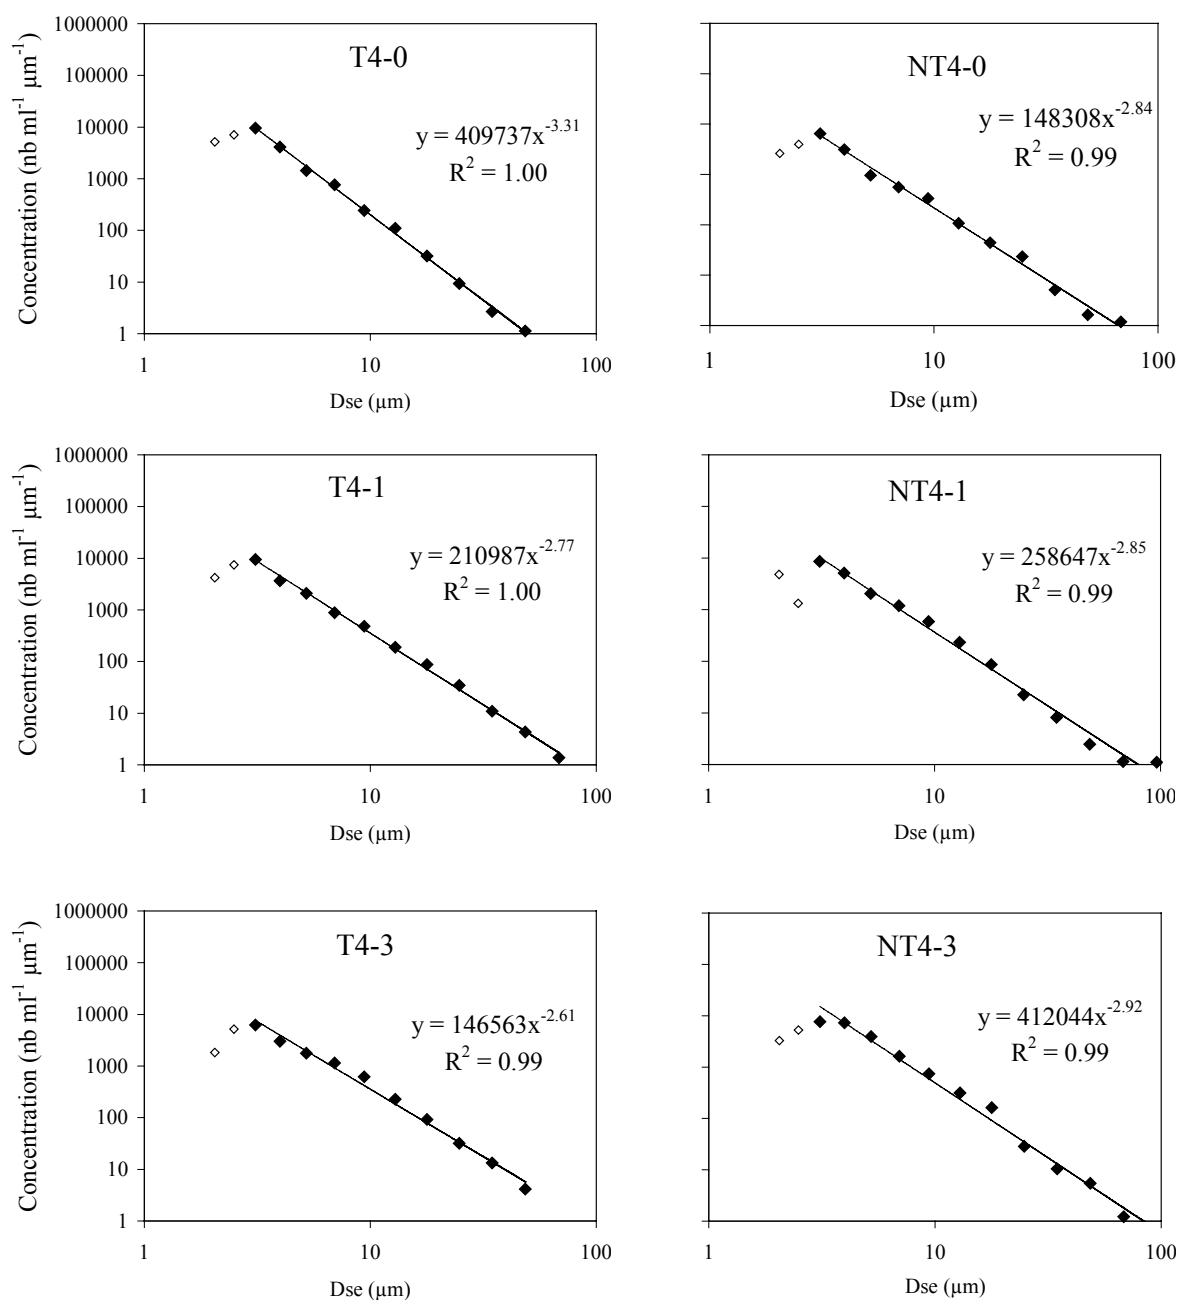 T4-0
y = 409737x^-3.31
R^2 = 1.00
Concentration (nb ml^-1 µm^-1)
1000000
100000
10000
1000
100
10
1
1 10 100
Dse (µm)
NT4-0
y = 148308x^-2.84
R^2 = 0.99
1 10 100
Dse (µm)
T4-1
y = 210987x^-2.77
R^2 = 1.00
Concentration (nb ml^-1 µm^-1)
1000000
100000
10000
1000
100
10
1
1 10 100
Dse (µm)
NT4-1
y = 258647x^-2.85
R^2 = 0.99
1 10 100
Dse (µm)
T4-3
y = 146563x^-2.61
R^2 = 0.99
Concentration (nb ml^-1 µm^-1)
1000000
100000
10000
1000
100
10
1
1 10 100
Dse (µm)
NT4-3
y = 412044x^-2.92
R^2 = 0.99
1 10 100
Dse (µm)